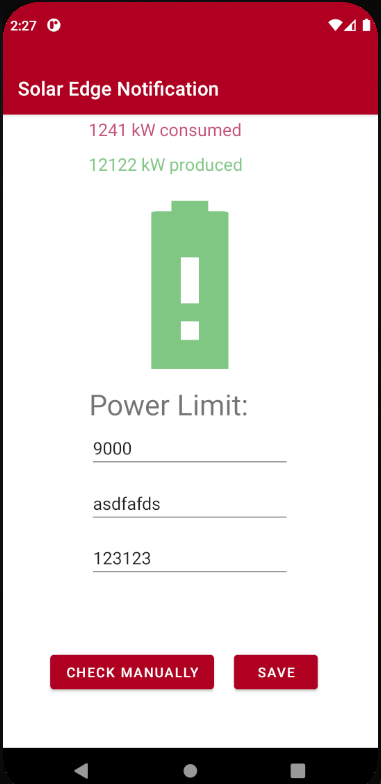 2:27
Solar Edge Notification
1241 kW consumed
12122 kW produced
Power Limit:
9000
asdfafds
123123
CHECK MANUALLY SAVE